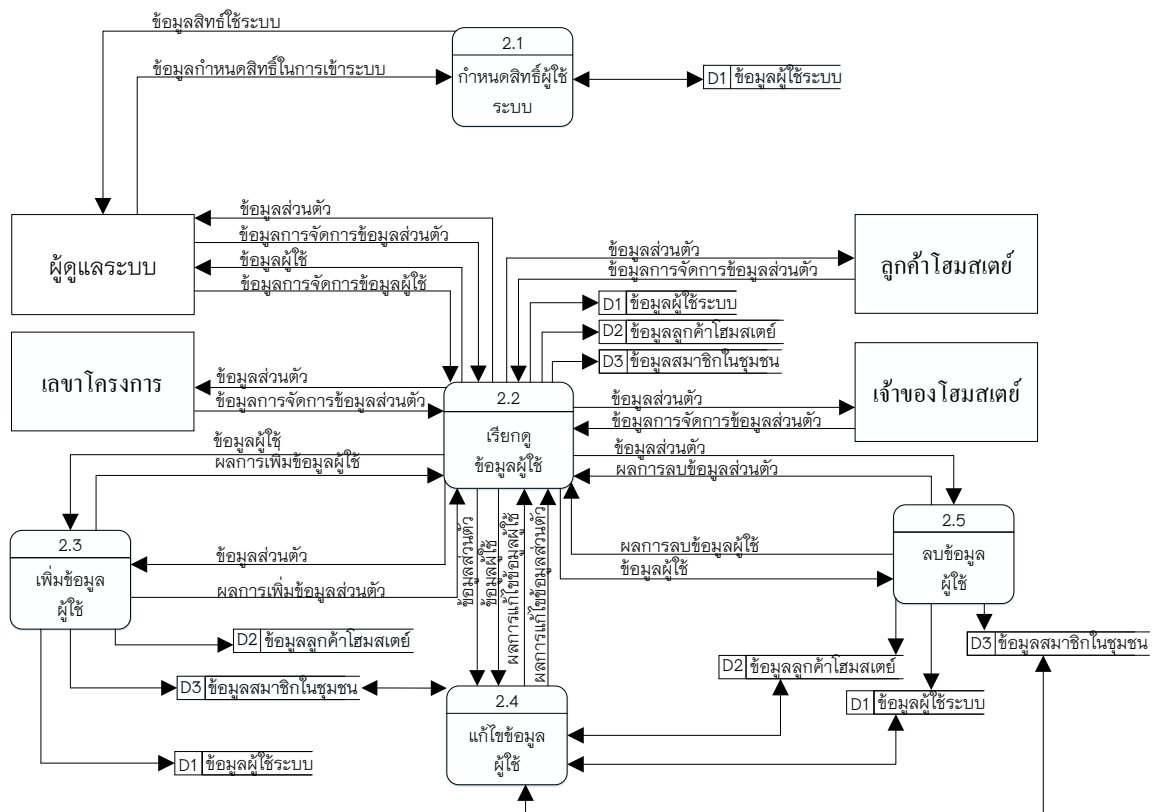 ข้อมูลสิทธ์ใช้ระบบ
2.1
กำหนดสิทธิ์ผู้ใช้
ระบบ
ข้อมูลกำหนดสิทธิ์ในการเข้าระบบ
D1 ข้อมูลผู้ใช้ระบบ
ผู้ดูแลระบบ
ข้อมูลส่วนตัว
ข้อมูลการจัดการข้อมูลส่วนตัว
ข้อมูลผู้ใช้
ข้อมูลการจัดการข้อมูลผู้ใช้
ข้อมูลส่วนตัว
ข้อมูลการจัดการข้อมูลส่วนตัว
ลูกค้าโฮมสเตย์
D1 ข้อมูลผู้ใช้ระบบ
D2 ข้อมูลลูกค้าโฮมสเตย์
D3 ข้อมูลสมาชิกในชุมชน
เลขาโครงการ
ข้อมูลส่วนตัว
ข้อมูลการจัดการข้อมูลส่วนตัว
2.2
เรียกดู
ข้อมูลผู้ใช้
ข้อมูลส่วนตัว
ข้อมูลการจัดการข้อมูลส่วนตัว
เจ้าของโฮมสเตย์
ข้อมูลผู้ใช้
ผลการเพิ่มข้อมูลผู้ใช้
ข้อมูลส่วนตัว
ผลการลบข้อมูลส่วนตัว
2.3
เพิ่มข้อมูล
ผู้ใช้
ข้อมูลส่วนตัว
ผลการเพิ่มข้อมูลส่วนตัว
ข้อมูลส่วนตัว
ข้อมูลผู้ใช้
ผลการแก้ไขข้อมูลผู้ใช้
ผลการแก้ไขข้อมูลส่วนตัว
ผลการลบข้อมูลผู้ใช้
ข้อมูลผู้ใช้
2.5
ลบข้อมูล
ผู้ใช้
D2 ข้อมูลลูกค้าโฮมสเตย์
D3 ข้อมูลสมาชิกในชุมชน
D1 ข้อมูลผู้ใช้ระบบ
2.4
แก้ไขข้อมูล
ผู้ใช้
D2 ข้อมูลลูกค้าโฮมสเตย์
D3 ข้อมูลสมาชิกในชุมชน
D1 ข้อมูลผู้ใช้ระบบ